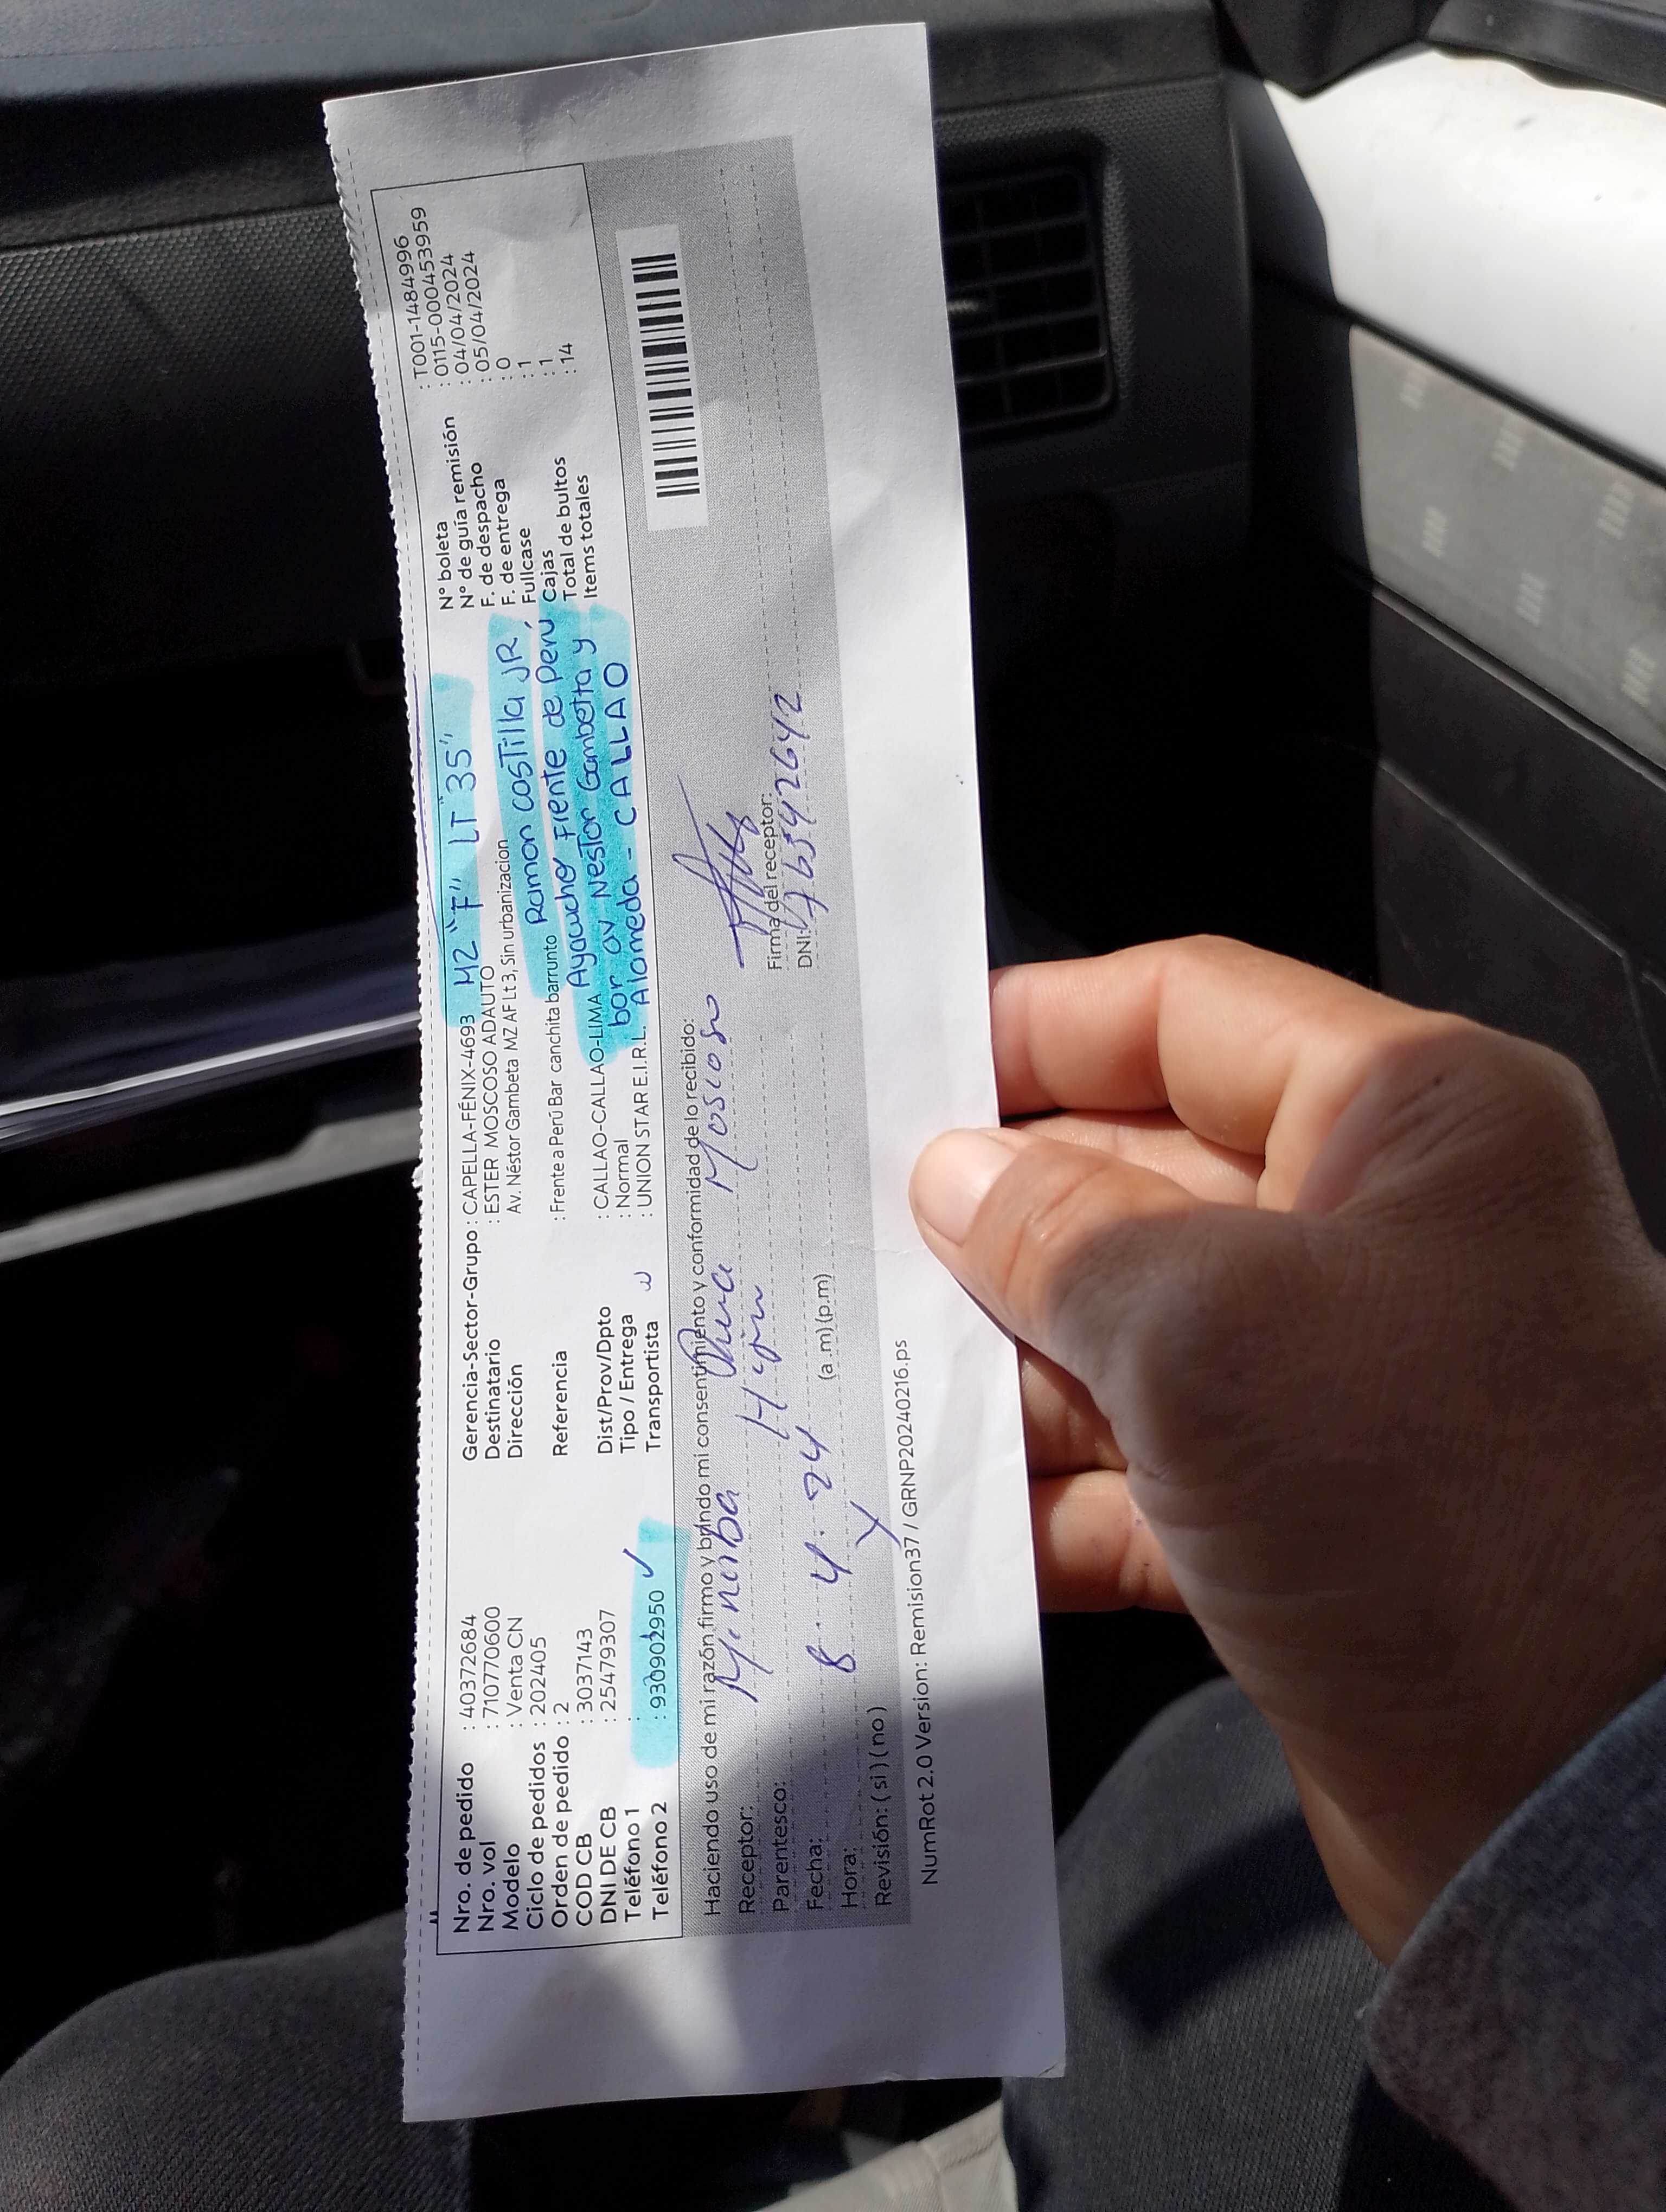 Nro. de pedido : 40372684
Nro. vol : 7107770600
Modelo : Venta CN
Ciclo de pedidos : 202405
Orden de pedido : 2
COD CB : 3037143
DNI DE CB : 25479307
Teléfono 1 :
Teléfono 2 : 930902950
Gerencia-Sector-Grupo : CAPELLA-FÉNIX-4693 MZ "F" LT "35"
Destinatario : ESTER MOSCOSO ADAUTO
Dirección Av. Néstor Gambeta MZ AF Lt 3, Sin urbanizacion
Referencia : Frente a Perú Bar canchita barrunto
Dist/Prov/Dpto : CALLAO-CALLAO-LIMA
Tipo / Entrega : Normal
Transportista : UNION STAR E.I.R.L.
Ramon cosTilla JR
Ayacucho Frente de Perú
bar av NesTor Gambetta y
Alameda - CALLAO
N° boleta : T001-1484996
N° de guía remisión : 0115-000453959
F. de despacho : 04/04/2024
F. de entrega : 05/04/2024
Fullcase : 0
Cajas : 1
Total de bultos : 1
Items totales : 14
Haciendo uso de mi razón firmo y brindo mi consentimiento y conformidad de lo recibido:
Receptor: Moscoso
Parentesco:
Fecha: 8 . 4 . 24
Hora: (a.m)(p.m)
Revisión: ( si ) ( no )
Firma del receptor:
DNI:
NumRot 2.0 Version: Remision37 / GRNP20240216.ps